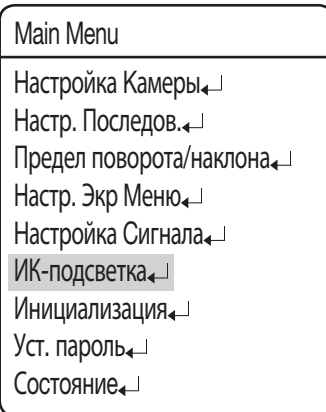 Main Menu
Настройка Камеры↵
Настр. Последов.↵
Предел поворота/наклона↵
Настр. Экр Меню↵
Настройка Сигнала↵
ИК-подсветка↵
Инициализация↵
Уст. пароль↵
Состояние↵